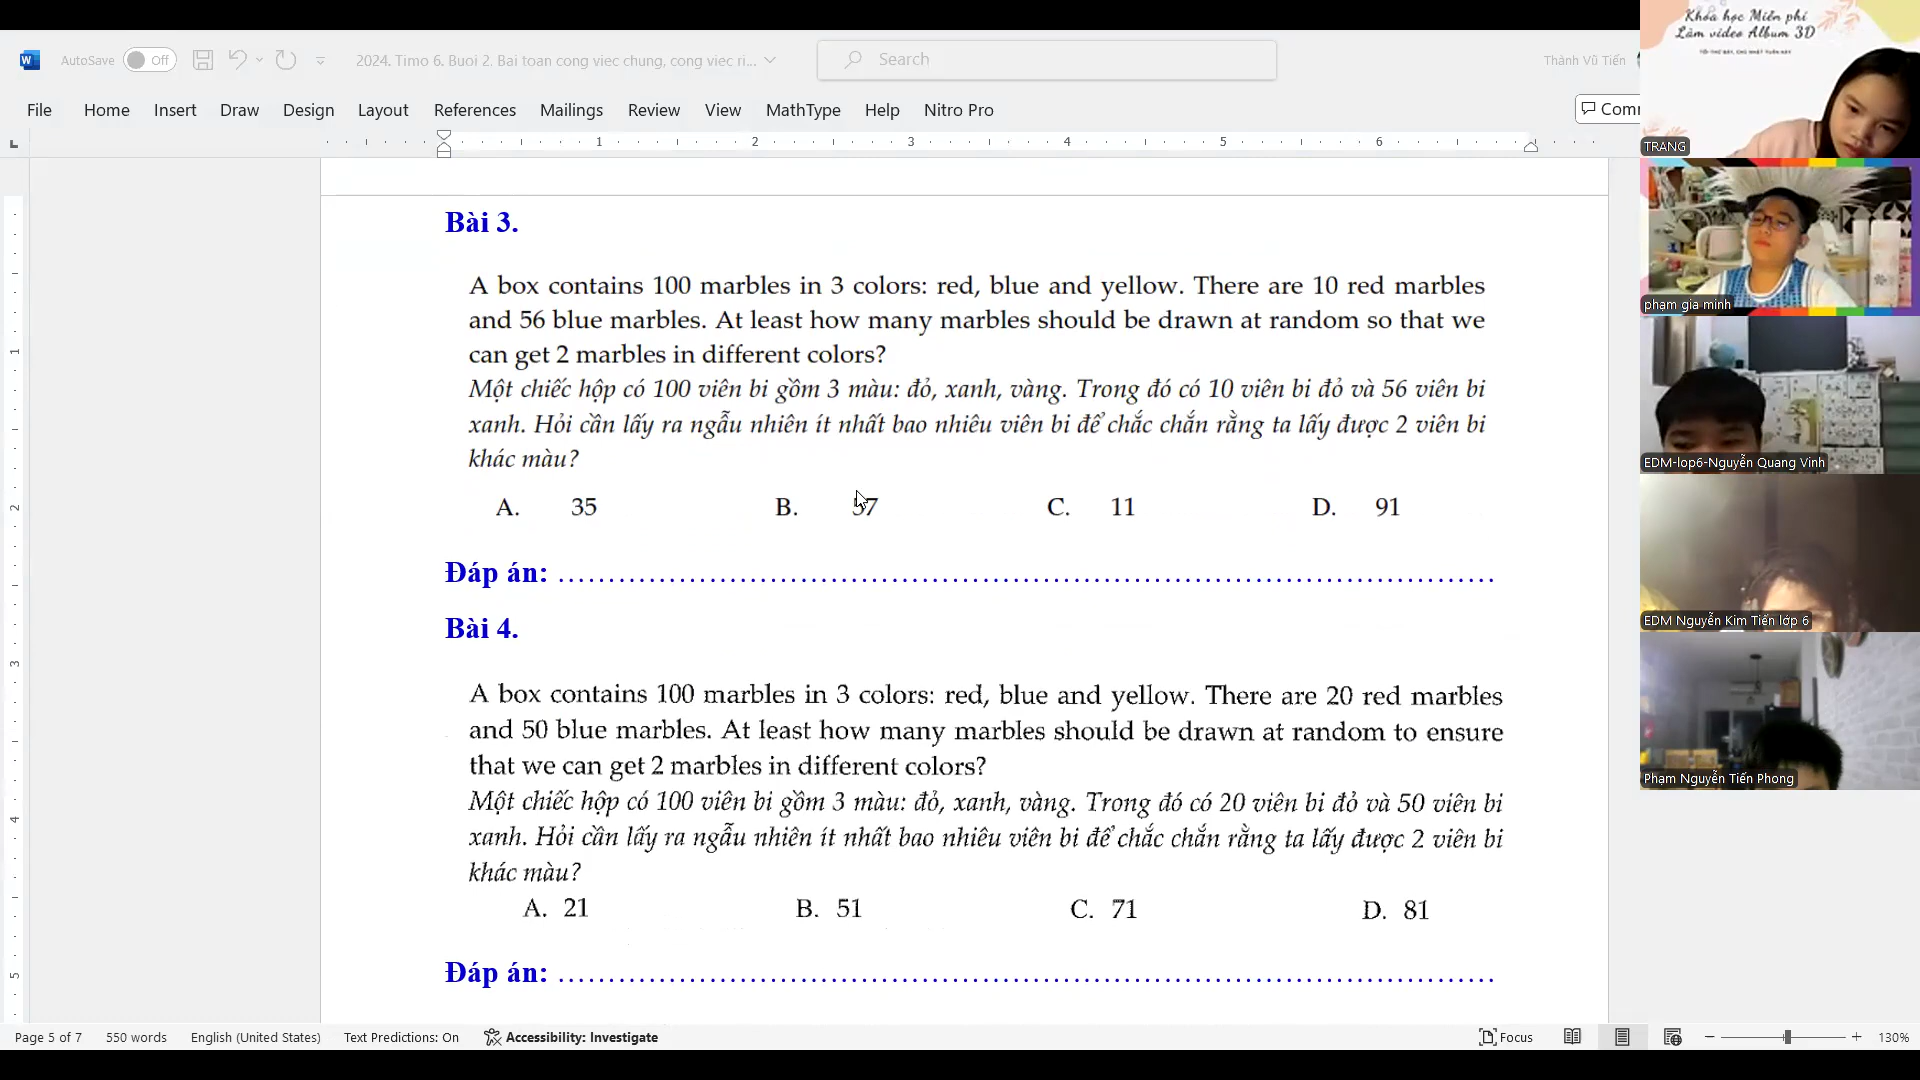 Khóa học Miễn phí
Làm video Album 3D
AutoSave Off 2024. Timo 6. Buoi 2. Bai toan cong viec chung, cong viec ri... Search Thành Vũ Tiến
File Home Insert Draw Design Layout References Mailings Review View MathType Help Nitro Pro Comm
TRANG
1 2 3 4 5 6
Bài 3.
A box contains 100 marbles in 3 colors: red, blue and yellow. There are 10 red marbles
and 56 blue marbles. At least how many marbles should be drawn at random so that we
can get 2 marbles in different colors?
Một chiếc hộp có 100 viên bi gồm 3 màu: đỏ, xanh, vàng. Trong đó có 10 viên bi đỏ và 56 viên bi
xanh. Hỏi cần lấy ra ngẫu nhiên ít nhất bao nhiêu viên bi để chắc chắn rằng ta lấy được 2 viên bi
khác màu?
A. 35 B. 57 C. 11 D. 91
Đáp án: ............................................................................................
Bài 4.
A box contains 100 marbles in 3 colors: red, blue and yellow. There are 20 red marbles
and 50 blue marbles. At least how many marbles should be drawn at random to ensure
that we can get 2 marbles in different colors?
Một chiếc hộp có 100 viên bi gồm 3 màu: đỏ, xanh, vàng. Trong đó có 20 viên bi đỏ và 50 viên bi
xanh. Hỏi cần lấy ra ngẫu nhiên ít nhất bao nhiêu viên bi để chắc chắn rằng ta lấy được 2 viên bi
khác màu?
A. 21 B. 51 C. 71 D. 81
Đáp án: ............................................................................................
1
2
3
4
5
phạm gia minh
EDM-lop6-Nguyễn Quang Vinh
EDM Nguyễn Kim Tiến lớp 6
Phạm Nguyễn Tiến Phong
Page 5 of 7 550 words English (United States) Text Predictions: On Accessibility: Investigate Focus 130%